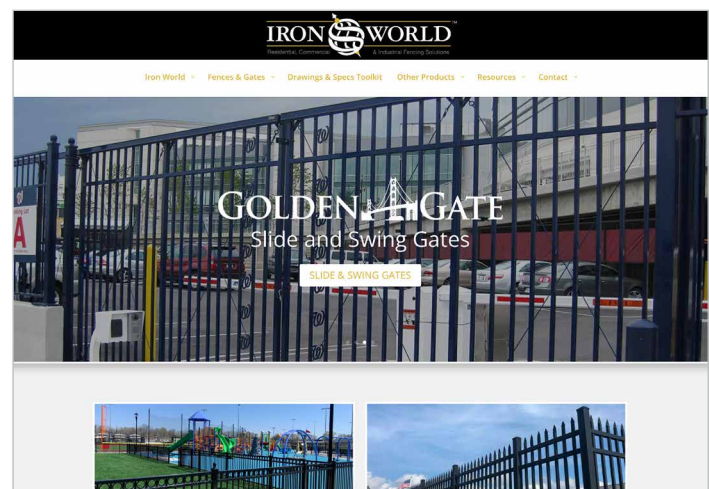 IRON WORLD™
Residential, Commercial & Industrial Fencing Solutions
Iron World Fences & Gates Drawings & Specs Toolkit Other Products Resources Contact
GOLDEN GATE
Slide and Swing Gates
A
SLIDE & SWING GATES